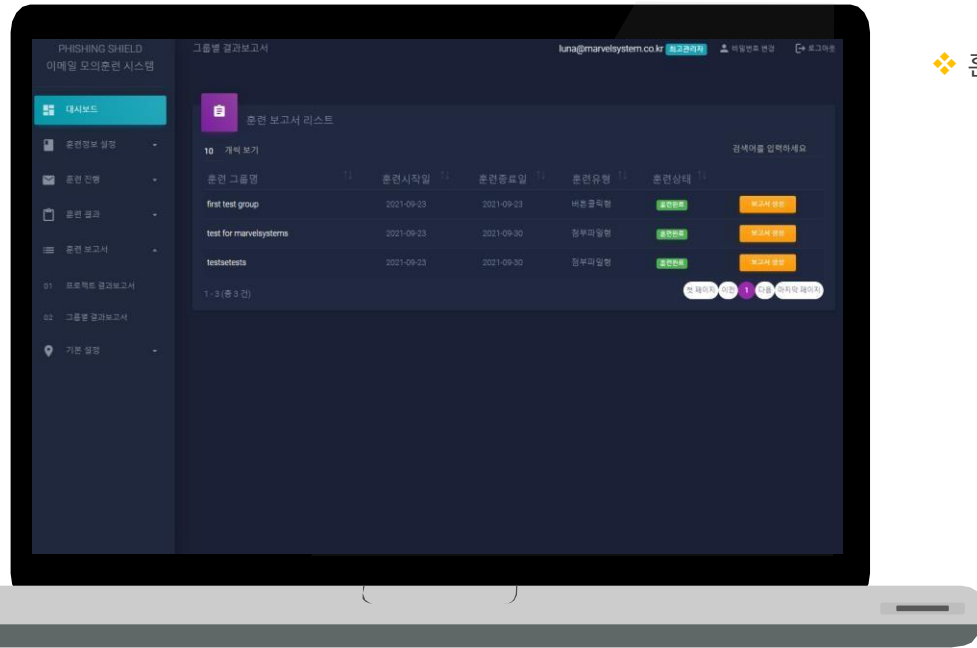 PHISHING SHIELD
이메일 모의훈련 시스템
그룹별 결과보고서
luna@marvelsystem.co.kr 최고관리자 비밀번호 변경 로그아웃
대시보드
훈련정보 설정
훈련 진행
훈련 결과
훈련 보고서
01 프로젝트 결과보고서
02 그룹별 결과보고서
기본 설정
훈련 보고서 리스트
10 개씩 보기
검색어를 입력하세요
훈련 그룹명 훈련시작일 훈련종료일 훈련유형 훈련상태
first test group 2021-09-23 2021-09-23 버튼클릭형 훈련완료 보고서 생성
test for marvelsystems 2021-09-23 2021-09-30 첨부파일형 훈련완료 보고서 생성
testsetests 2021-09-23 2021-09-30 첨부파일형 훈련완료 보고서 생성
1 - 3 (총 3 건)
첫 페이지 이전 1 다음 마지막 페이지